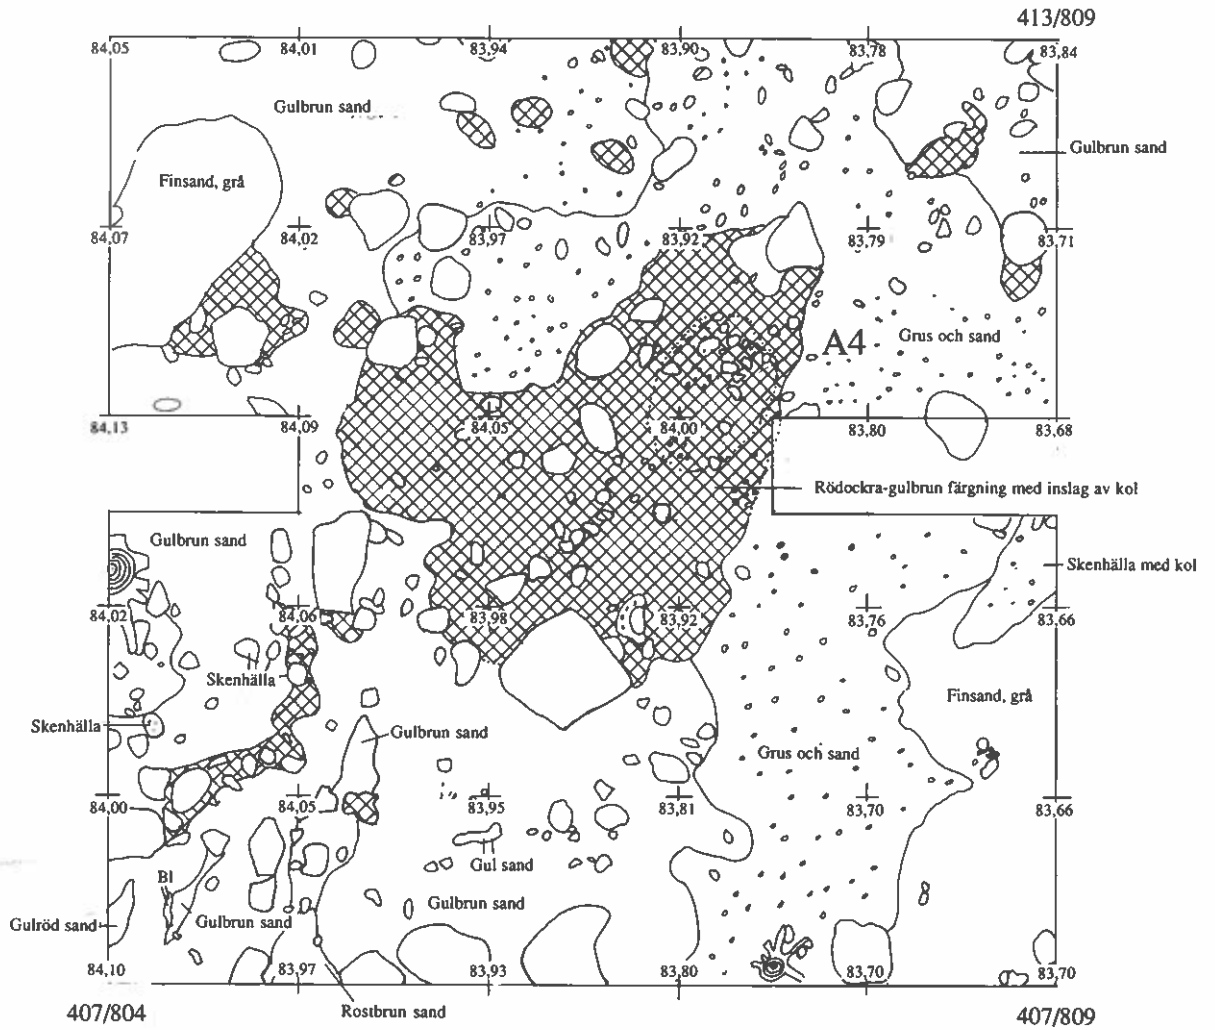 413/809
84,05 84,01 83,94 83,90 83,78 83,84
Gulbrun sand
Gulbrun sand
Finsand, grå
84,07 84,02 83,97 83,92 83,79 83,71
A4
Grus och sand
84,13 84,09 84,05 84,00 83,80 83,68
Rödockra-gulbrun färgning med inslag av kol
Gulbrun sand
Skenhälla med kol
84,02 84,06 83,98 83,92 83,76 83,66
Skenhälla
Finsand, grå
Skenhälla
Gulbrun sand
Grus och sand
84,00 84,05 83,95 83,81 83,70 83,66
Gul sand
Bl
Gulbrun sand
Gulröd sand
Gulbrun sand
84,10 83,97 83,93 83,80 83,70 83,70
407/804
Rostbrun sand
407/809